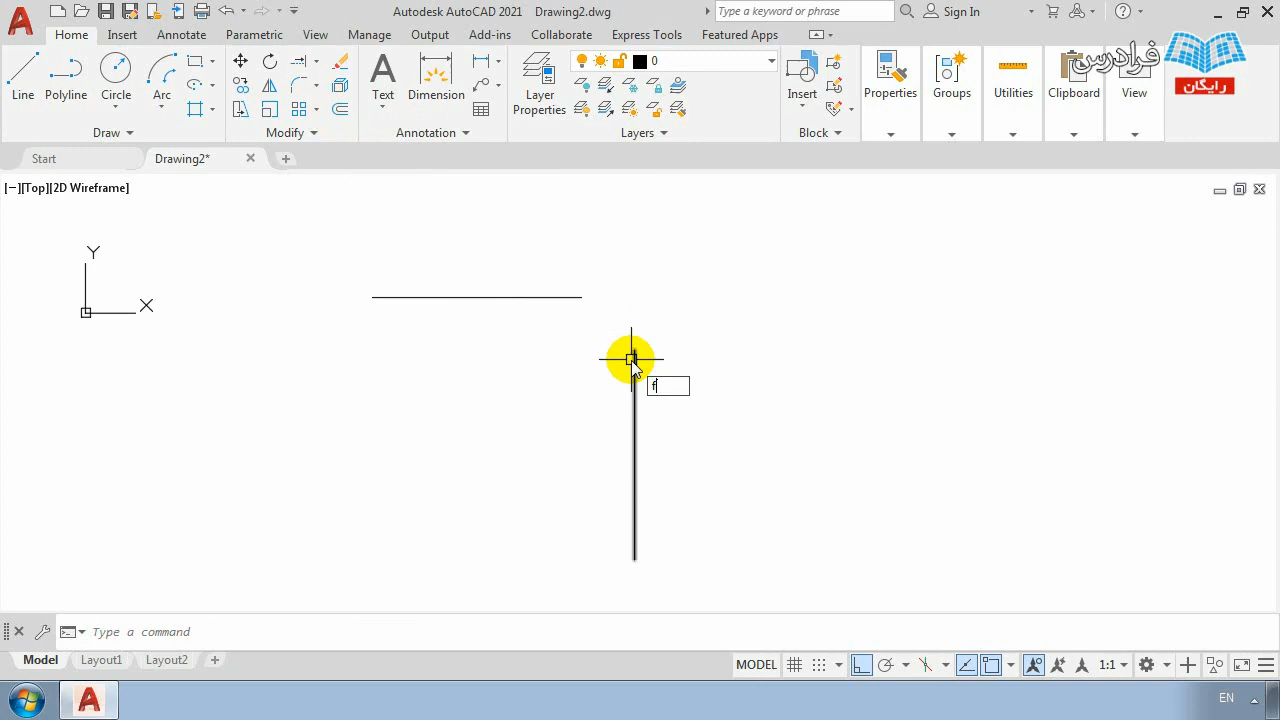 Autodesk AutoCAD 2021 Drawing2.dwg
Type a keyword or phrase
Sign In
Home Insert Annotate Parametric View Manage Output Add-ins Collaborate Express Tools Featured Apps
Line Polyline Circle Arc
Text Dimension
Layer Properties
0
Insert
Properties Groups Utilities Clipboard View
Draw Modify Annotation Layers Block
فرادرس
رایگان
Start Drawing2*
[−][Top][2D Wireframe]
Y
X
f
Type a command
Model Layout1 Layout2
MODEL 1:1
EN